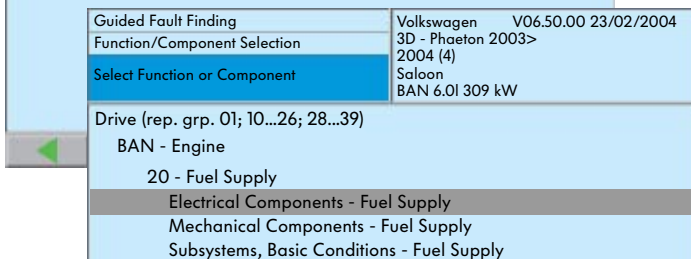 Guided Fault Finding
Function/Component Selection
Select Function or Component
Volkswagen V06.50.00 23/02/2004
3D - Phaeton 2003>
2004 (4)
Saloon
BAN 6.0l 309 kW
Drive (rep. grp. 01; 10...26; 28...39)
BAN - Engine
20 - Fuel Supply
Electrical Components - Fuel Supply
Mechanical Components - Fuel Supply
Subsystems, Basic Conditions - Fuel Supply